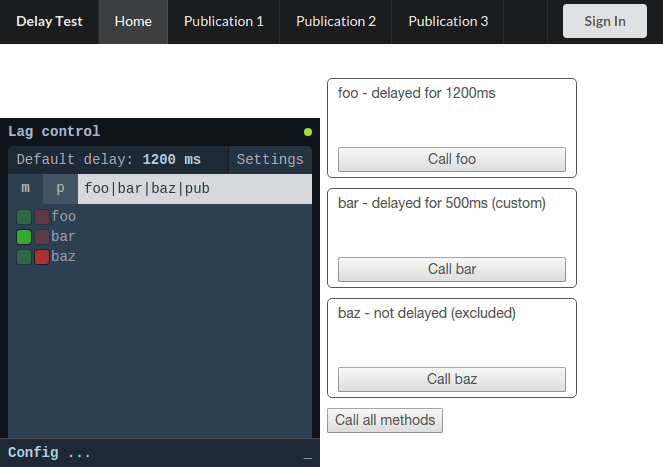 Delay Test Home Publication 1 Publication 2 Publication 3 Sign In
Lag control
Default delay: 1200 ms Settings
m p foo|bar|baz|pub
foo
bar
baz
Config ... _
foo - delayed for 1200ms
Call foo
bar - delayed for 500ms (custom)
Call bar
baz - not delayed (excluded)
Call baz
Call all methods